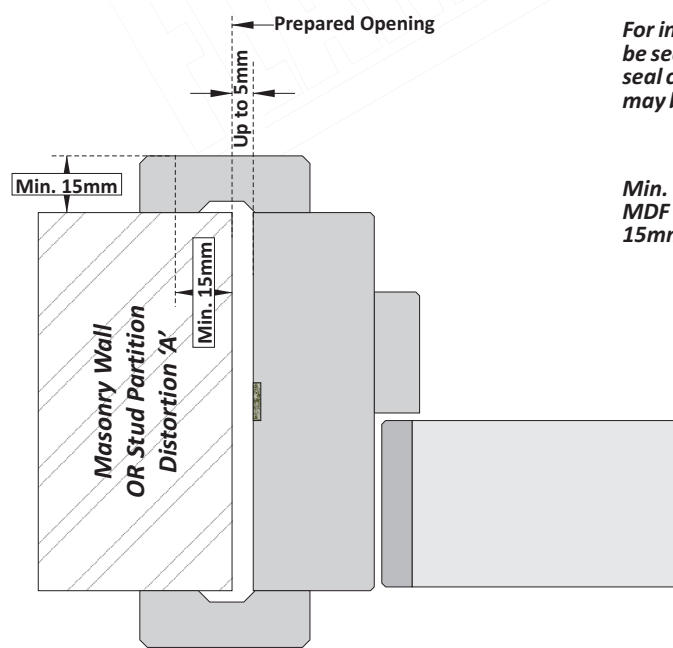 Prepared Opening
Up to 5mm
For in
be sea
seal a
may b
Min. 15mm
Min.
MDF
15mm
Min. 15mm
Masonry Wall
OR Stud Partition
Distortion ‘A’